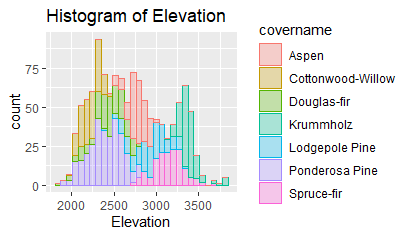 Histogram of Elevation
count
75
50
25
0
2000
2500
3000
3500
Elevation
covername
Aspen
Cottonwood-Willow
Douglas-fir
Krummholz
Lodgepole Pine
Ponderosa Pine
Spruce-fir